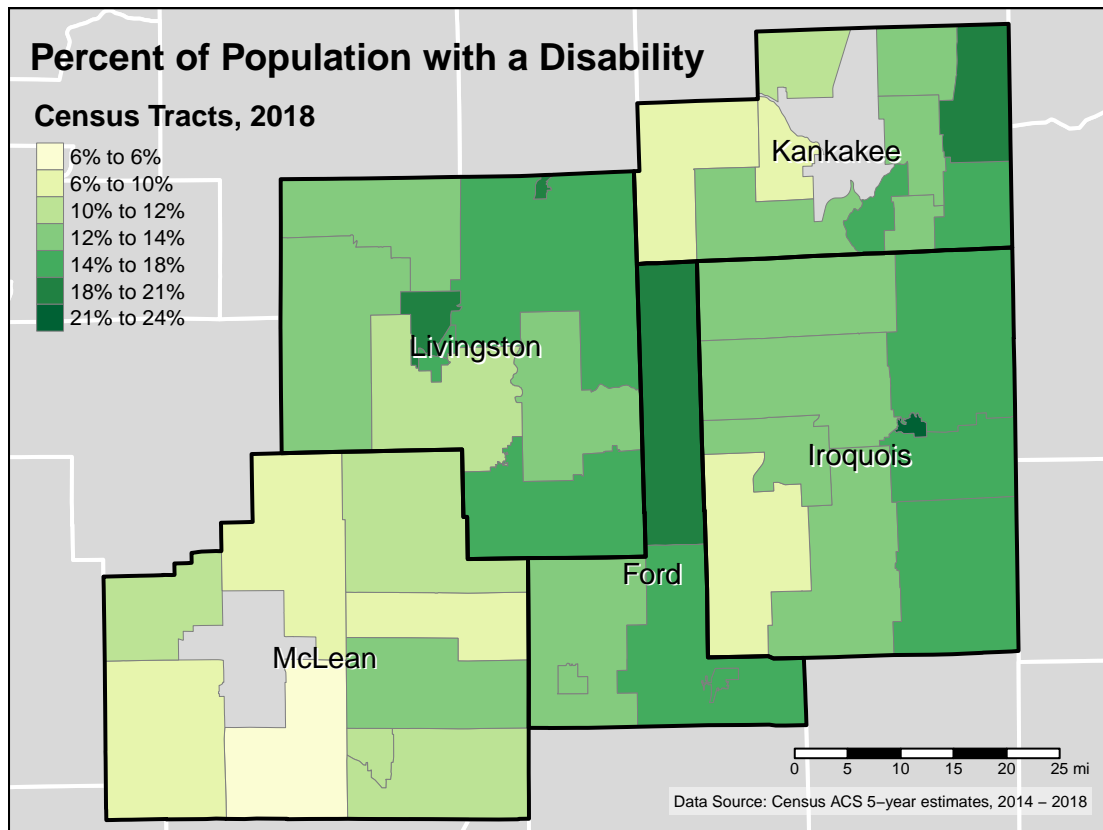 Percent of Population with a Disability
Census Tracts, 2018
6% to 6%
6% to 10%
10% to 12%
12% to 14%
14% to 18%
18% to 21%
21% to 24%
Kankakee
Livingston
Iroquois
Ford
McLean
0 5 10 15 20 25 mi
Data Source: Census ACS 5−year estimates, 2014 − 2018